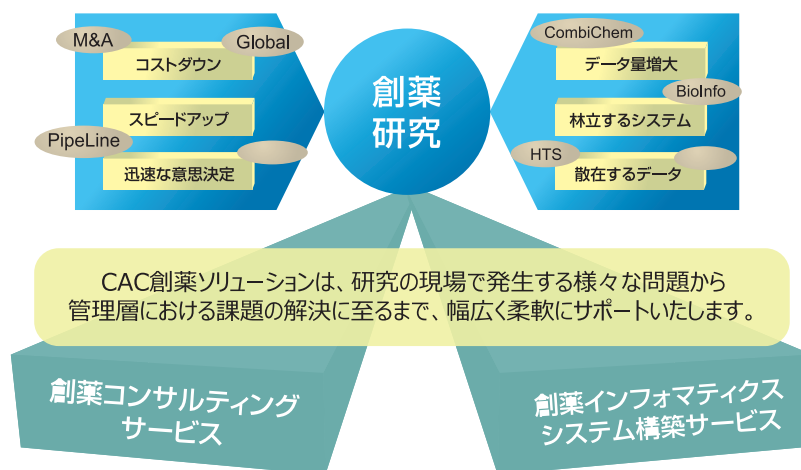 M&A
Global
コストダウン
スピードアップ
PipeLine
迅速な意思決定
創薬
研究
CombiChem
データ量増大
BioInfo
林立するシステム
HTS
散在するデータ
CAC創薬ソリューションは、研究の現場で発生する様々な問題から
管理層における課題の解決に至るまで、幅広く柔軟にサポートいたします。
創薬コンサルティング
サービス
創薬インフォマティクス
システム構築サービス